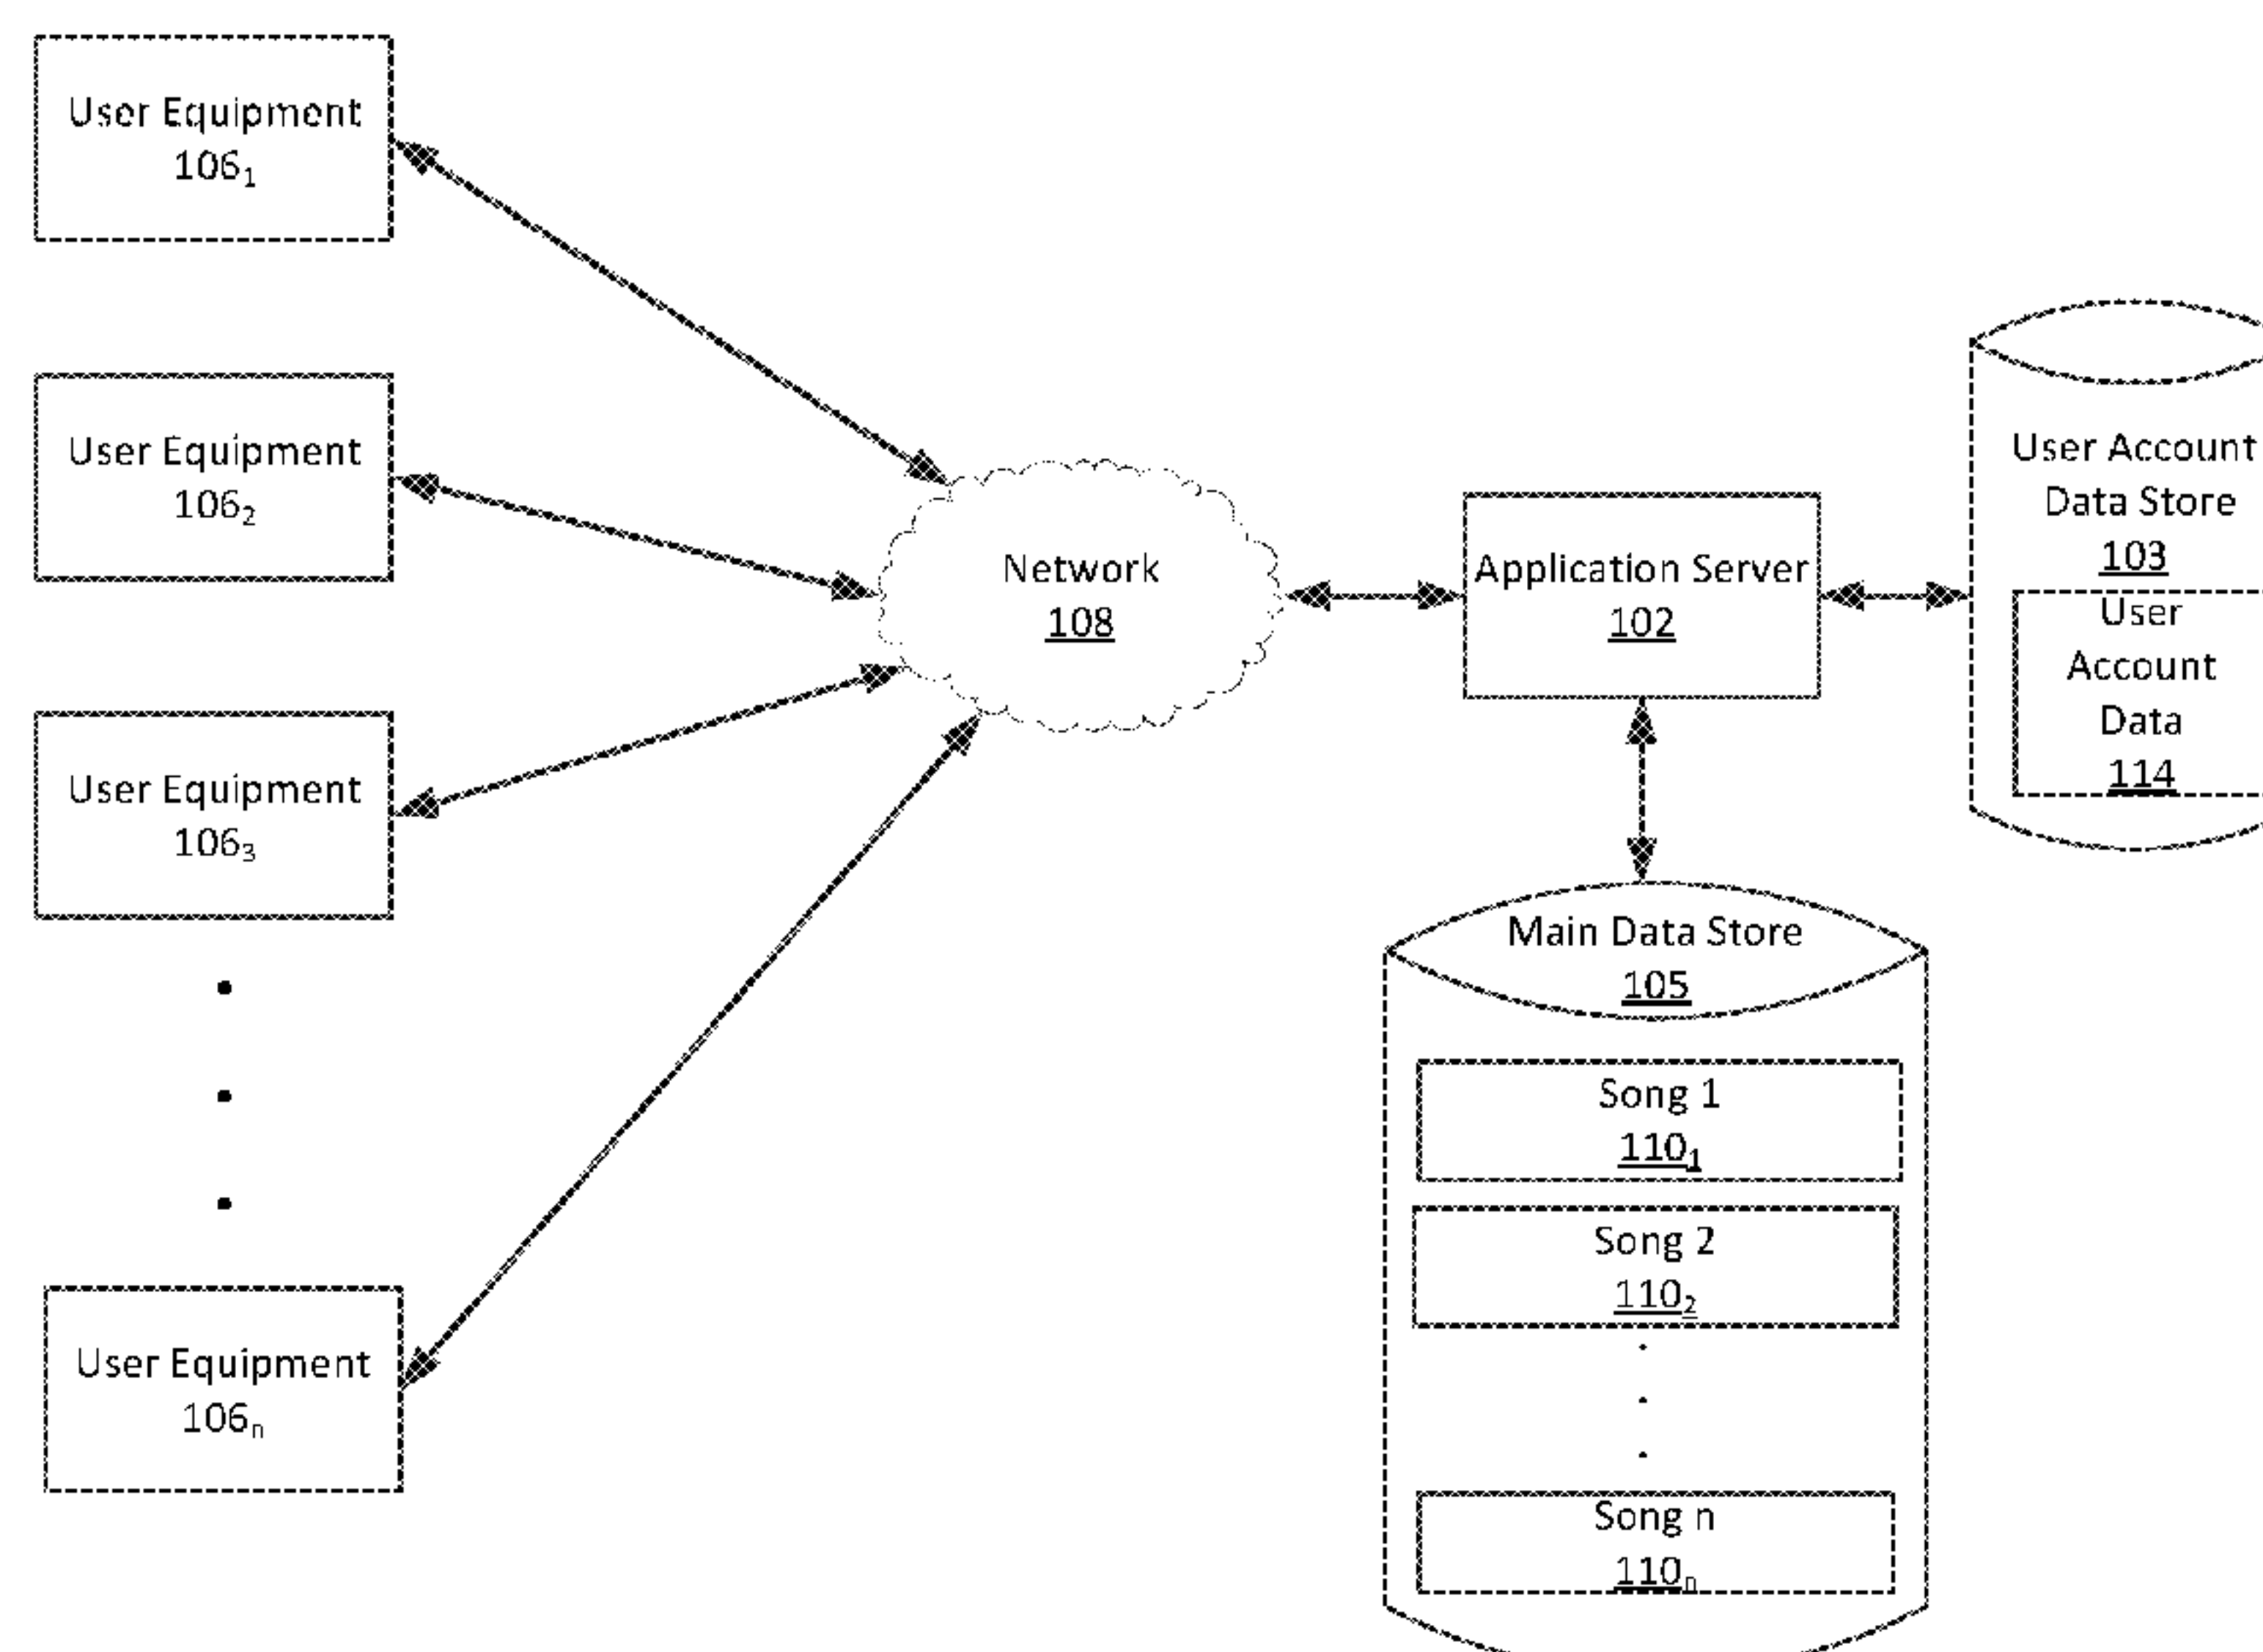 User Equipment
106₁
User Equipment
106₂
User Equipment
106₃
User Equipment
106ₙ
Network
108
Application Server
102
User Account
Data Store
103
User
Account
Data
114
Main Data Store
105
Song 1
110₁
Song 2
110₂
Song n
110ₙ